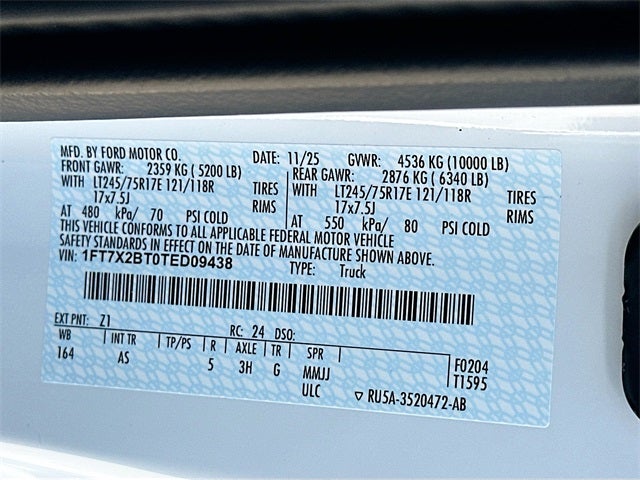 MFD. BY FORD MOTOR CO. DATE: 11/25 GVWR: 4536 KG (10000 LB)
FRONT GAWR: 2359 KG ( 5200 LB) REAR GAWR: 2876 KG ( 6340 LB)
WITH LT245/75R17E 121/118R TIRES WITH LT245/75R17E 121/118R TIRES
17x7.5J RIMS 17x7.5J RIMS
AT 480 kPa/ 70 PSI COLD AT 550 kPa/ 80 PSI COLD
THIS VEHICLE CONFORMS TO ALL APPLICABLE FEDERAL MOTOR VEHICLE
SAFETY STANDARDS IN EFFECT ON THE DATE OF MANUFACTURE SHOWN ABOVE.
VIN: 1FT7X2BT0TED09438 TYPE: Truck
EXT PNT: Z1 RC: 24 DSO:
WB INT TR TP/PS R AXLE TR SPR F0204
164 AS 5 3H G MMJJ T1595
ULC ▽ RU5A-3520472-AB